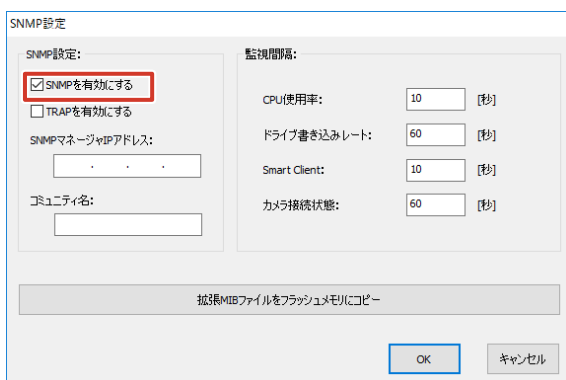 SNMP設定
SNMP設定:
SNMPを有効にする
TRAPを有効にする
SNMPマネージャIPアドレス:
. . .
コミュニティ名:
監視間隔:
CPU使用率: 10 [秒]
ドライブ書き込みレート: 60 [秒]
Smart Client: 10 [秒]
カメラ接続状態: 60 [秒]
拡張MIBファイルをフラッシュメモリにコピー
OK キャンセル